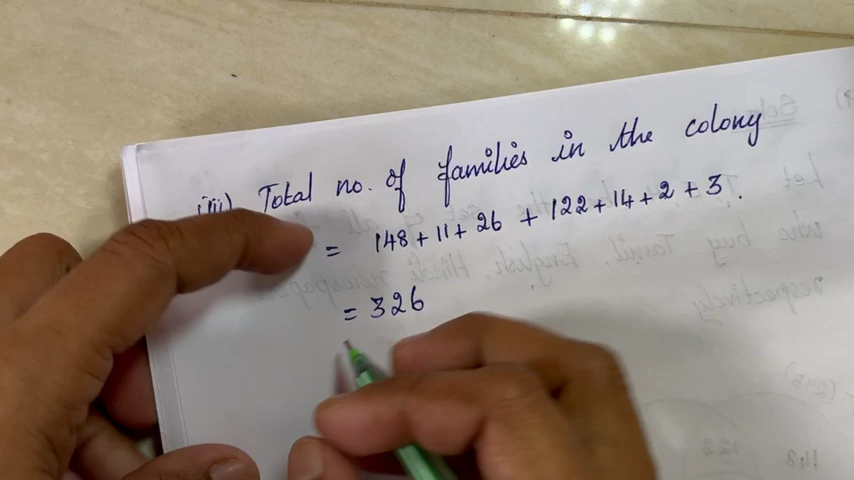 iii) Total no. of families in the colony
= 148 + 11 + 26 + 122 + 14 + 2 + 3 .
= 326